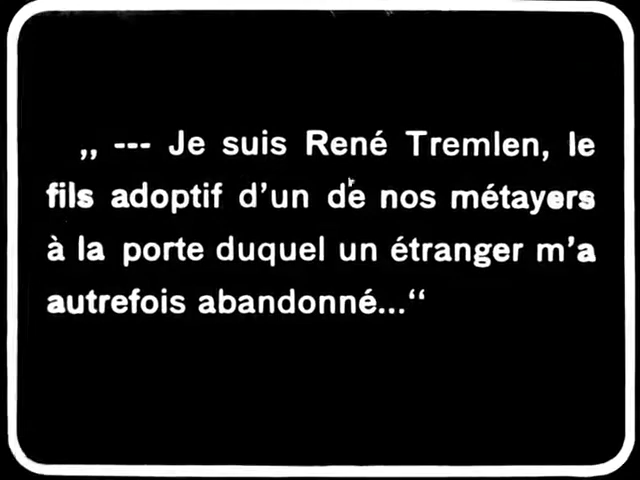 „ --- Je suis René Tremlen, le
fils adoptif d'un de nos métayers
à la porte duquel un étranger m'a
autrefois abandonné...“